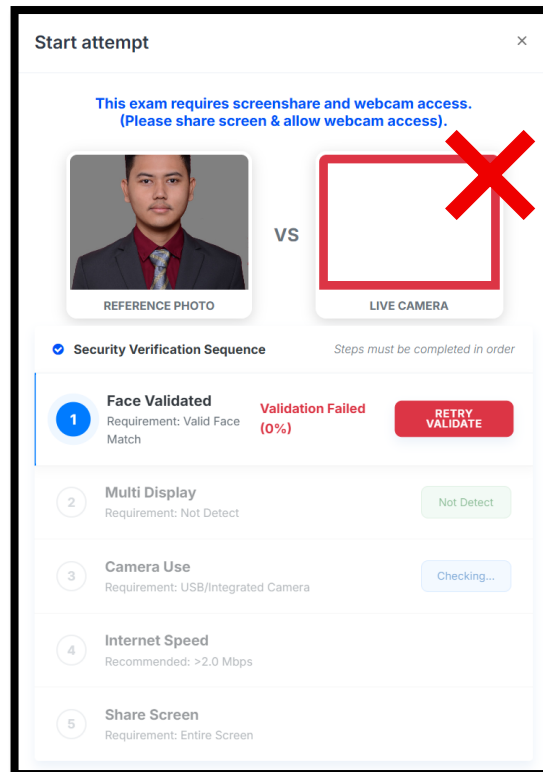 Start attempt
×
This exam requires screenshare and webcam access.
(Please share screen & allow webcam access).
VS
REFERENCE PHOTO
LIVE CAMERA
Security Verification Sequence
Steps must be completed in order
1
Face Validated
Requirement: Valid Face
Match
Validation Failed
(0%)
RETRY
VALIDATE
2
Multi Display
Requirement: Not Detect
Not Detect
3
Camera Use
Requirement: USB/Integrated Camera
Checking...
4
Internet Speed
Recommended: >2.0 Mbps
5
Share Screen
Requirement: Entire Screen